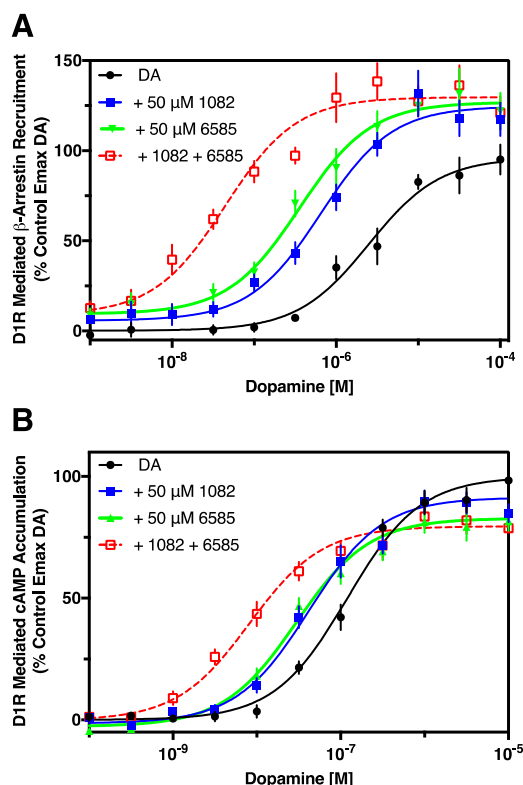 A
D1R Mediated β-Arrestin Recruitment
(% Control Emax DA)
150
100
50
0
DA
+ 50 µM 1082
+ 50 µM 6585
+ 1082 + 6585
10-8
10-6
10-4
Dopamine [M]
B
D1R Mediated cAMP Accumulation
(% Control Emax DA)
100
50
0
DA
+ 50 µM 1082
+ 50 µM 6585
+ 1082 + 6585
10-9
10-7
10-5
Dopamine [M]